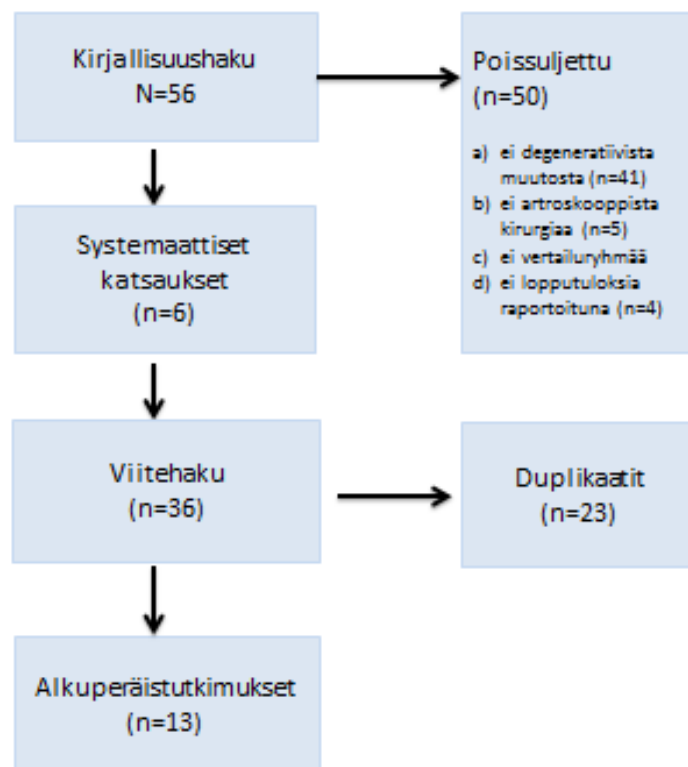 Kirjallisuushaku
N=56
Poissuljettu
(n=50)
a) ei degeneratiivista
muutosta (n=41)
b) ei artroskooppista
kirurgiaa (n=5)
c) ei vertailuryhmää
d) ei lopputuloksia
raportoituna (n=4)
Systemaattiset
katsaukset
(n=6)
Viitehaku
(n=36)
Duplikaatit
(n=23)
Alkuperäistutkimukset
(n=13)